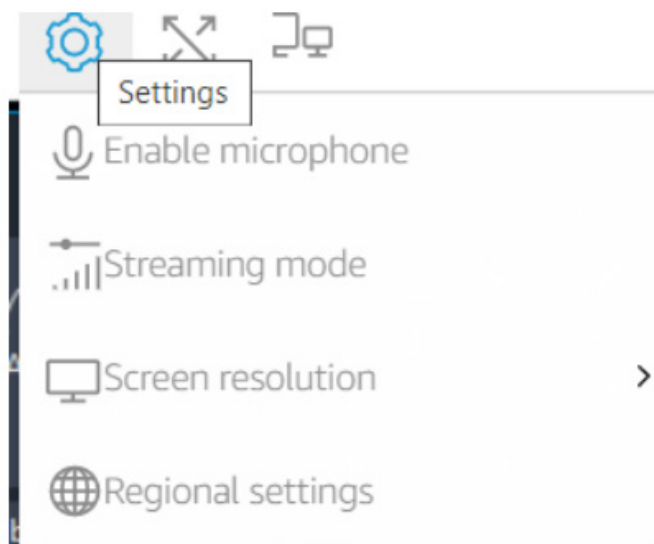 Settings
Enable microphone
Streaming mode
Screen resolution
Regional settings